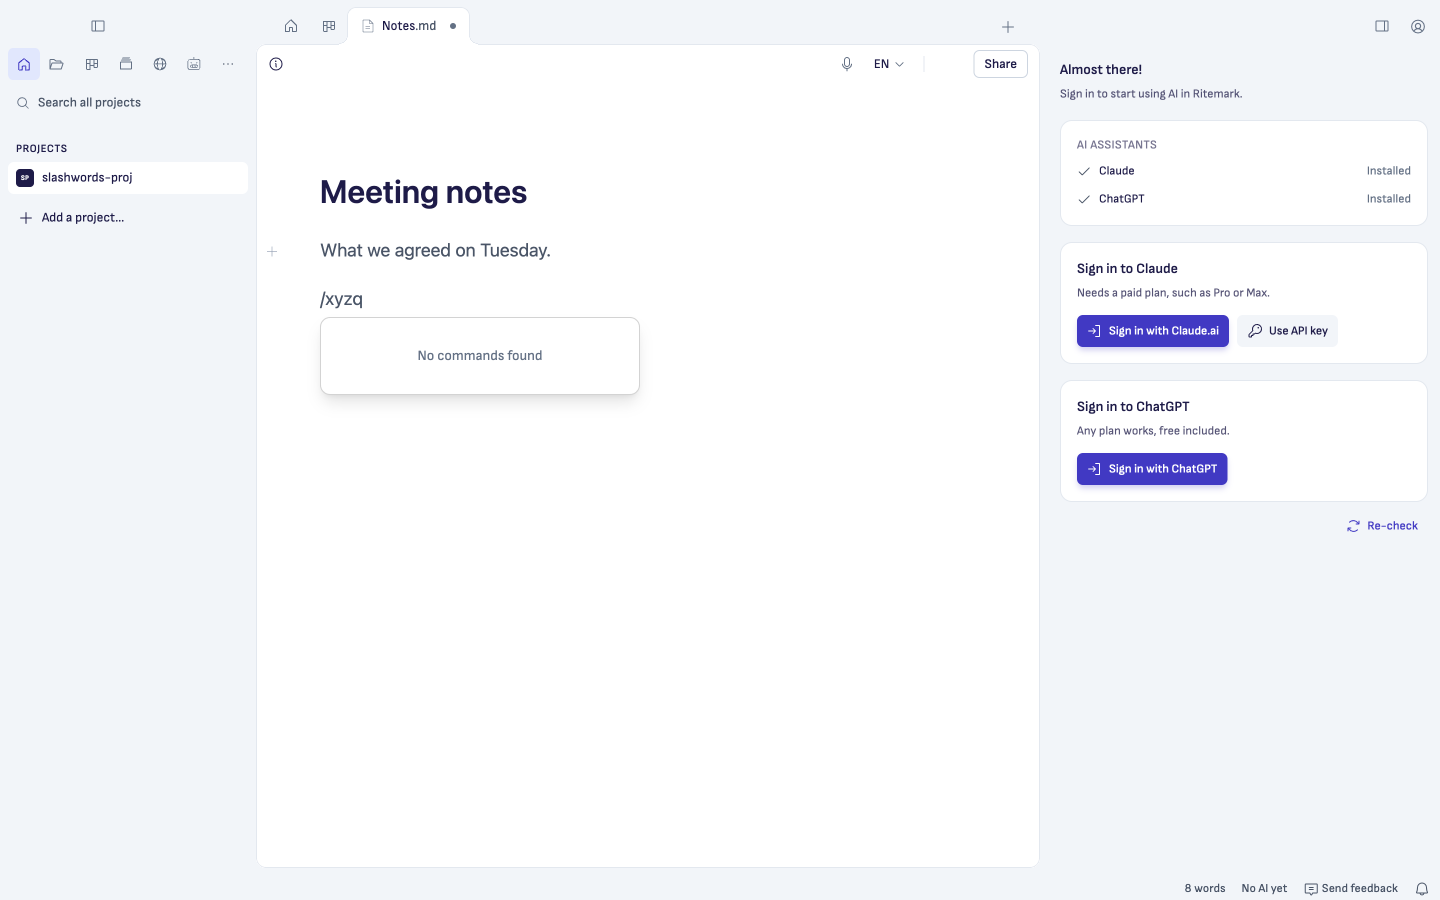 Notes.md
Search all projects
PROJECTS
SP slashwords-proj
Add a project...
EN
Share
Meeting notes
What we agreed on Tuesday.
/xyzq
No commands found
Almost there!
Sign in to start using AI in Ritemark.
AI ASSISTANTS
Claude Installed
ChatGPT Installed
Sign in to Claude
Needs a paid plan, such as Pro or Max.
Sign in with Claude.ai Use API key
Sign in to ChatGPT
Any plan works, free included.
Sign in with ChatGPT
Re-check
8 words No AI yet Send feedback